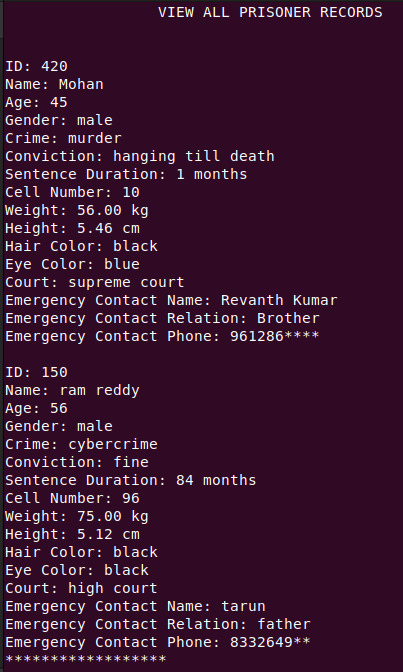 VIEW ALL PRISONER RECORDS
ID: 420
Name: Mohan
Age: 45
Gender: male
Crime: murder
Conviction: hanging till death
Sentence Duration: 1 months
Cell Number: 10
Weight: 56.00 kg
Height: 5.46 cm
Hair Color: black
Eye Color: blue
Court: supreme court
Emergency Contact Name: Revanth Kumar
Emergency Contact Relation: Brother
Emergency Contact Phone: 961286****
ID: 150
Name: ram reddy
Age: 56
Gender: male
Crime: cybercrime
Conviction: fine
Sentence Duration: 84 months
Cell Number: 96
Weight: 75.00 kg
Height: 5.12 cm
Hair Color: black
Eye Color: black
Court: high court
Emergency Contact Name: tarun
Emergency Contact Relation: father
Emergency Contact Phone: 8332649**
******************